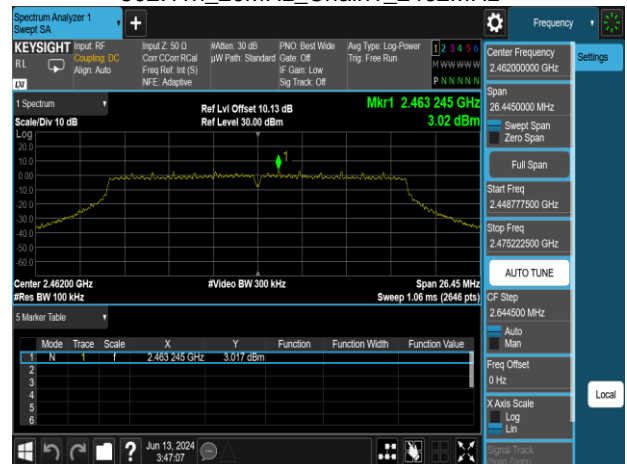 Spectrum Analyzer 1
Swept SA
Frequency
KEYSIGHT
RL
Input: RF
Coupling: DC
Align: Auto
Input Z: 50 Ω
Corr CCorr RCal
Freq Ref: Int (S)
NFE: Adaptive
#Atten: 30 dB
µW Path: Standard
PNO: Best Wide
Gate: Off
IF Gain: Low
Sig Track: Off
Avg Type: Log-Power
Trig: Free Run
1 2 3 4 5 6
M W W W W W
P N N N N N
LXI
1 Spectrum
Scale/Div 10 dB
Log
Ref Lvl Offset 10.13 dB
Ref Level 30.00 dBm
Mkr1 2.463 245 GHz
3.02 dBm
20.0
10.0
0.00
-10.0
-20.0
-30.0
-40.0
-50.0
-60.0
1
Center 2.46200 GHz
#Res BW 100 kHz
#Video BW 300 kHz
Span 26.45 MHz
Sweep 1.06 ms (2646 pts)
5 Marker Table
Mode Trace Scale X Y Function Function Width Function Value
1 N 1 f 2.463 245 GHz 3.017 dBm
2
3
4
5
6
Jun 13, 2024
3:47:07
Center Frequency
2.462000000 GHz
Span
26.4450000 MHz
Swept Span
Zero Span
Full Span
Start Freq
2.448777500 GHz
Stop Freq
2.475222500 GHz
AUTO TUNE
CF Step
2.644500 MHz
Auto
Man
Freq Offset
0 Hz
X Axis Scale
Log
Lin
Signal Track
(Span Zoom)
Settings
Local